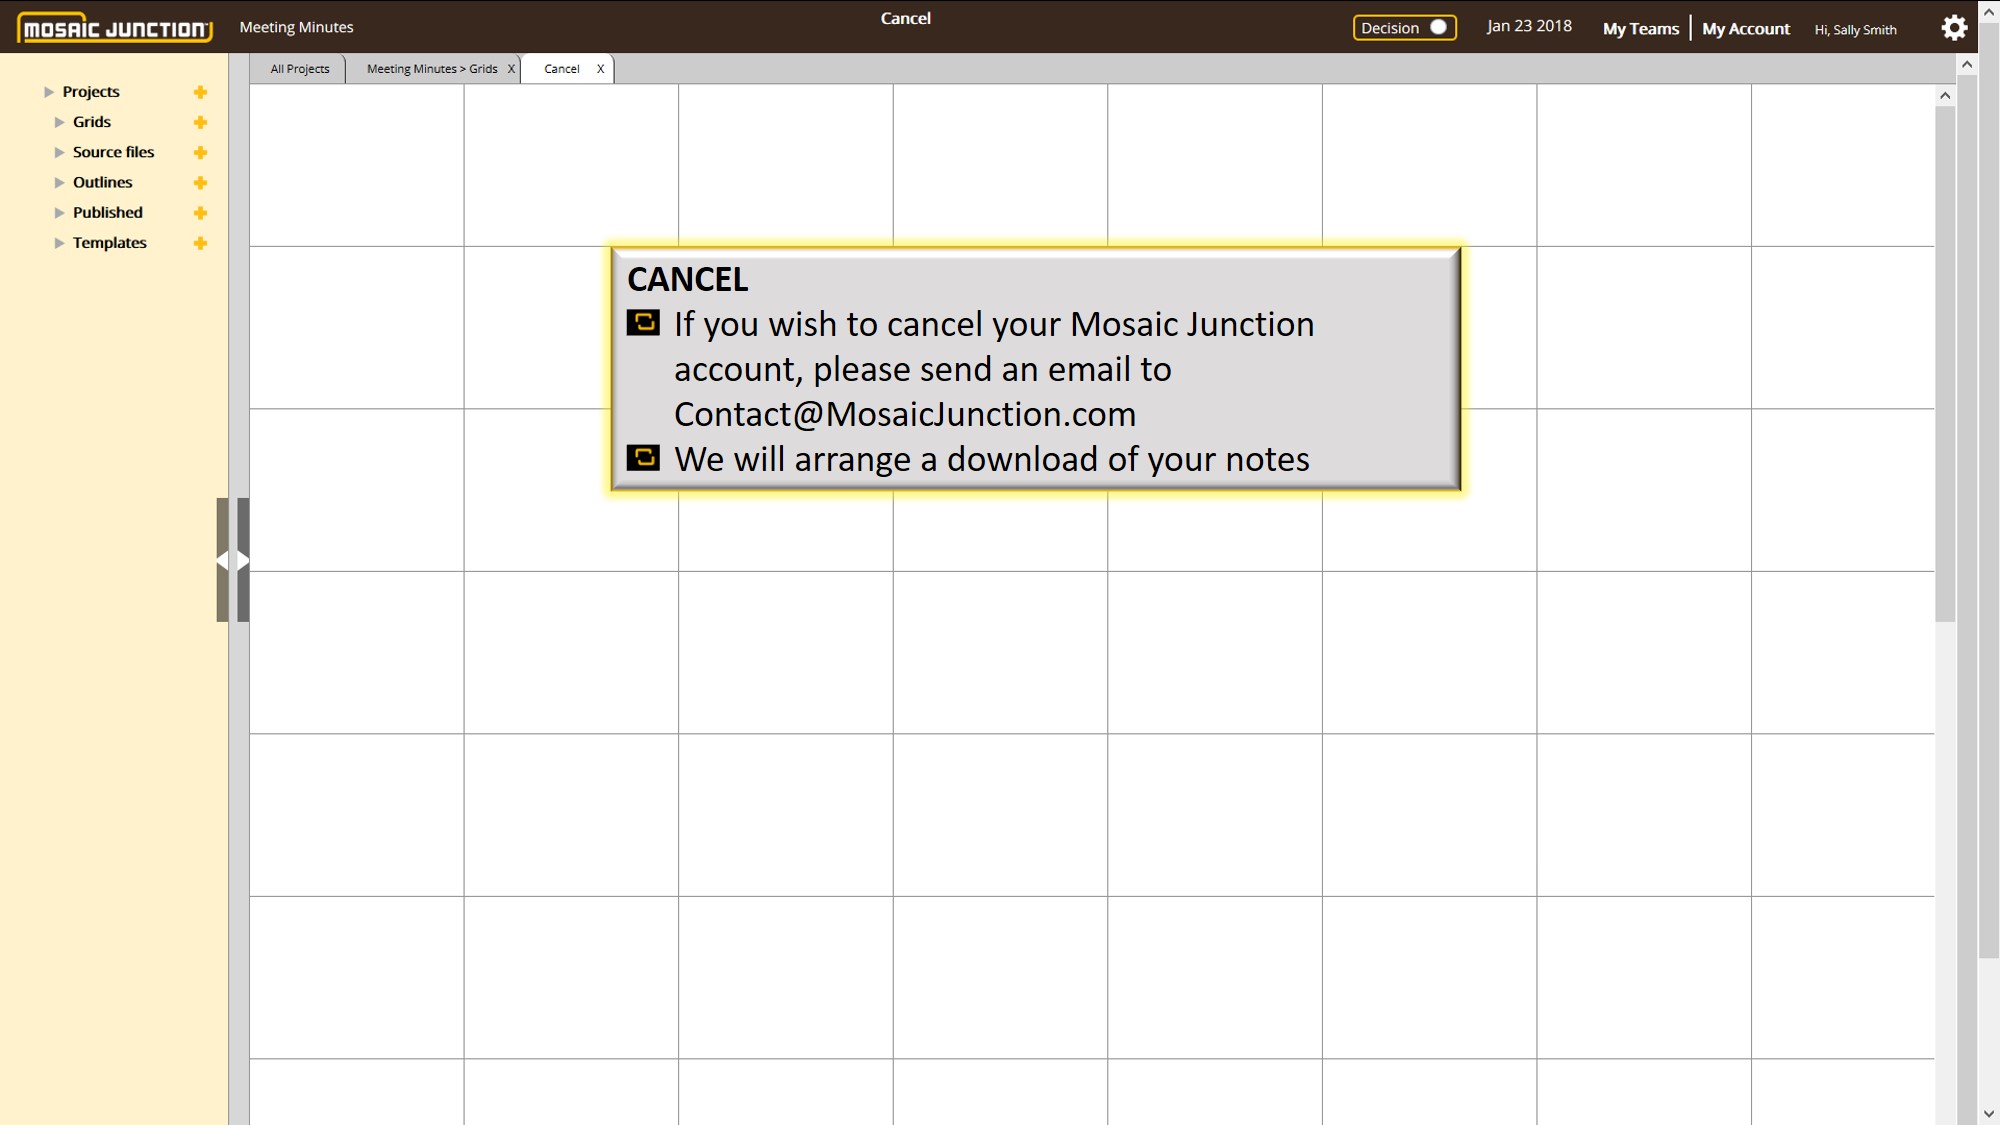 MOSAIC JUNCTION
Meeting Minutes
Cancel
Decision
Jan 23 2018
My Teams
My Account
Hi, Sally Smith
All Projects
Meeting Minutes > Grids X
Cancel X
Projects
Grids
Source files
Outlines
Published
Templates
CANCEL
If you wish to cancel your Mosaic Junction
account, please send an email to
Contact@MosaicJunction.com
We will arrange a download of your notes